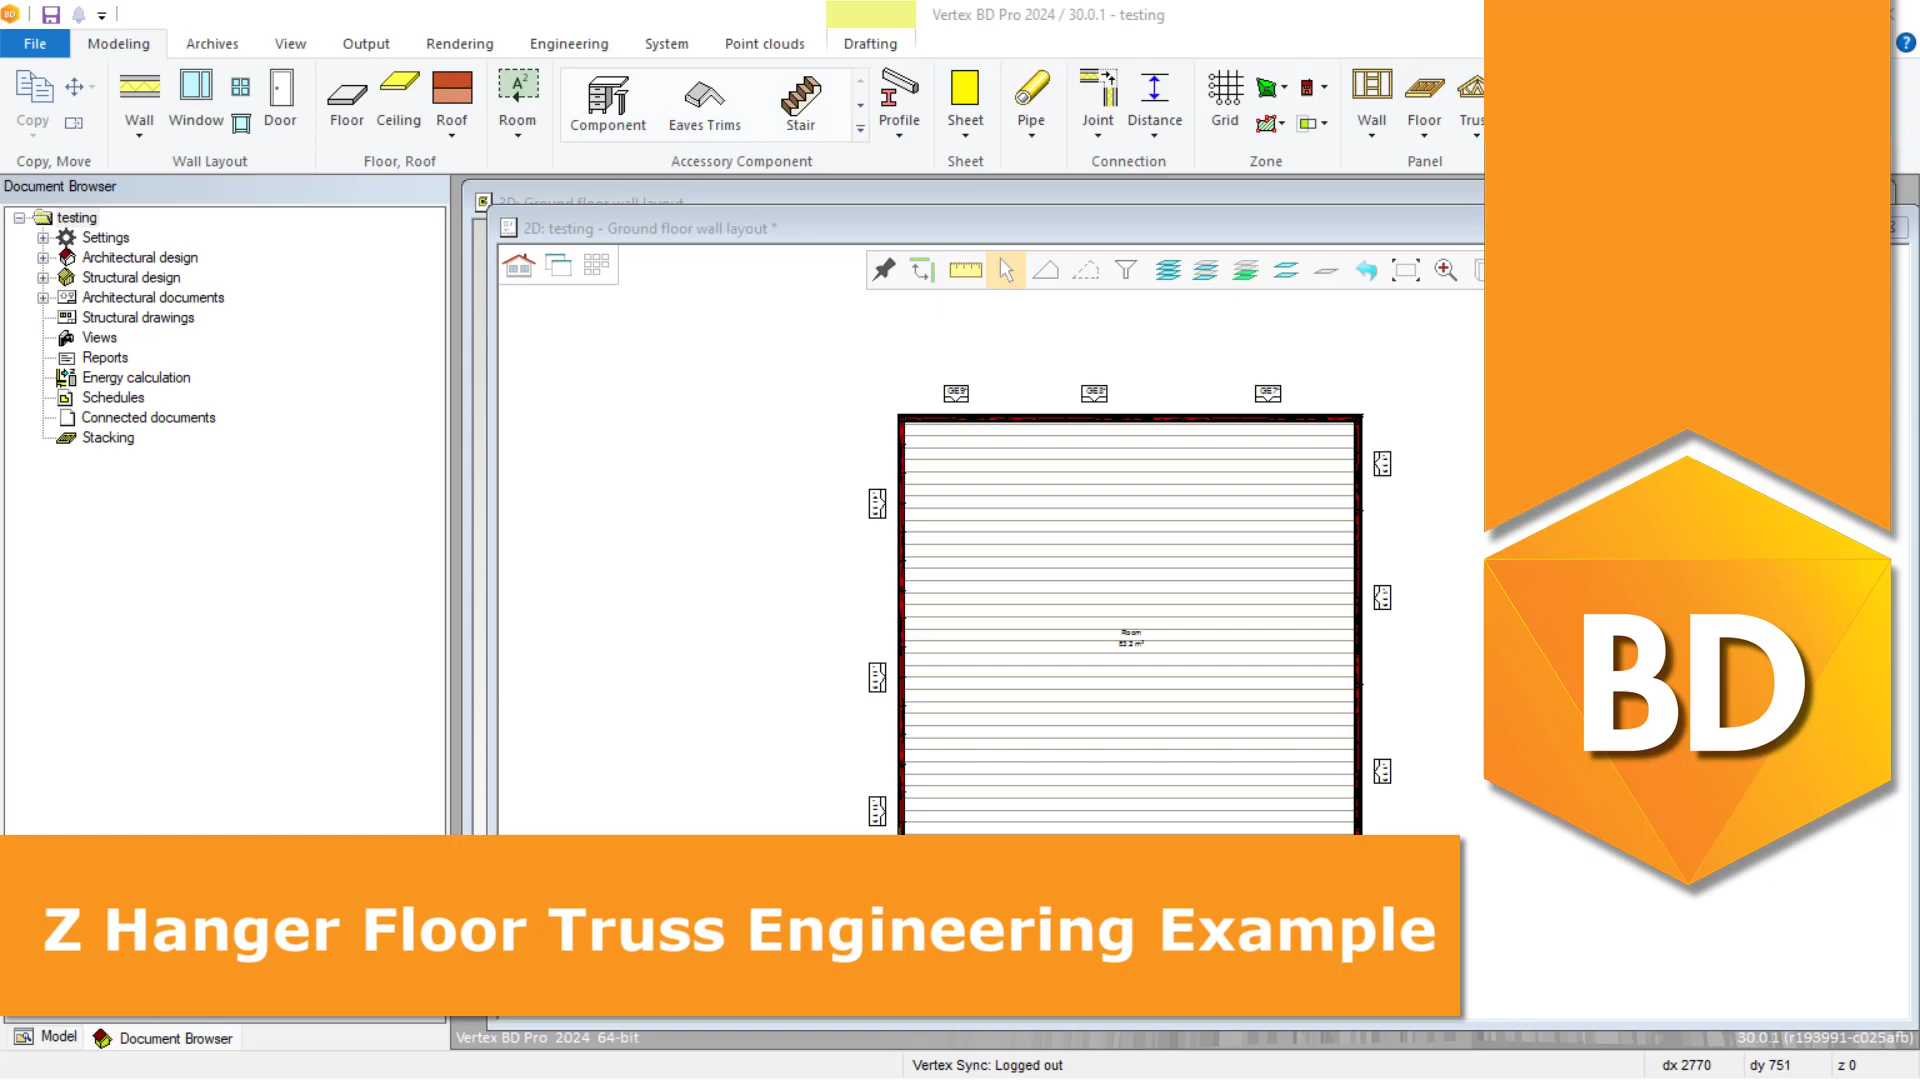 Vertex BD Pro 2024 / 30.0.1 - testing
File Modeling Archives View Output Rendering Engineering System Point clouds Drafting
Copy Wall Window Door Floor Ceiling Roof Room Component Eaves Trims Stair Profile Sheet Pipe Joint Distance Grid Wall Floor
Copy, Move Wall Layout Floor, Roof Accessory Component Sheet Connection Zone Panel
Document Browser
testing
Settings
Architectural design
Structural design
Architectural documents
Structural drawings
Views
Reports
Energy calculation
Schedules
Connected documents
Stacking
2D: testing - Ground floor wall layout *
Room
BD
Z Hanger Floor Truss Engineering Example
Model Document Browser
Vertex BD Pro 2024 64-bit
30.0.1 (r193991-c025afb)
Vertex Sync: Logged out
dx 2770 dy 751 z 0